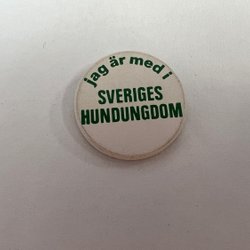 jag är med i
SVERIGES
HUNDUNGDOM